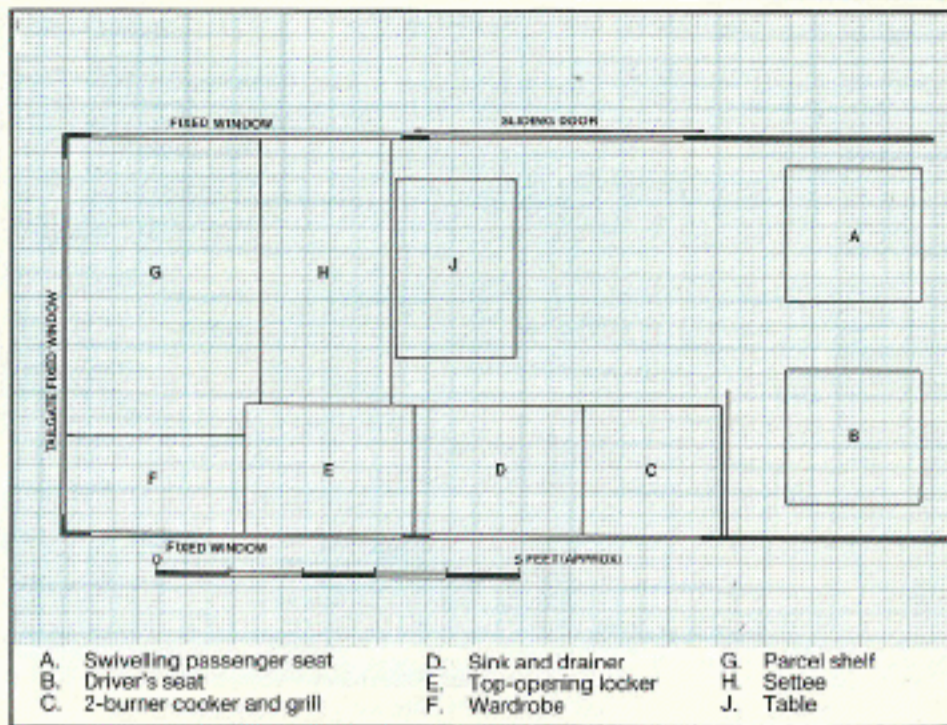 FIXED WINDOW
SLIDING DOOR
A
G
H
J
TAILGATE FIXED WINDOW
B
F
E
D
C
FIXED WINDOW
0
5 FEET (APPROX)
A. Swivelling passenger seat
B. Driver's seat
C. 2-burner cooker and grill
D. Sink and drainer
E. Top-opening locker
F. Wardrobe
G. Parcel shelf
H. Settee
J. Table